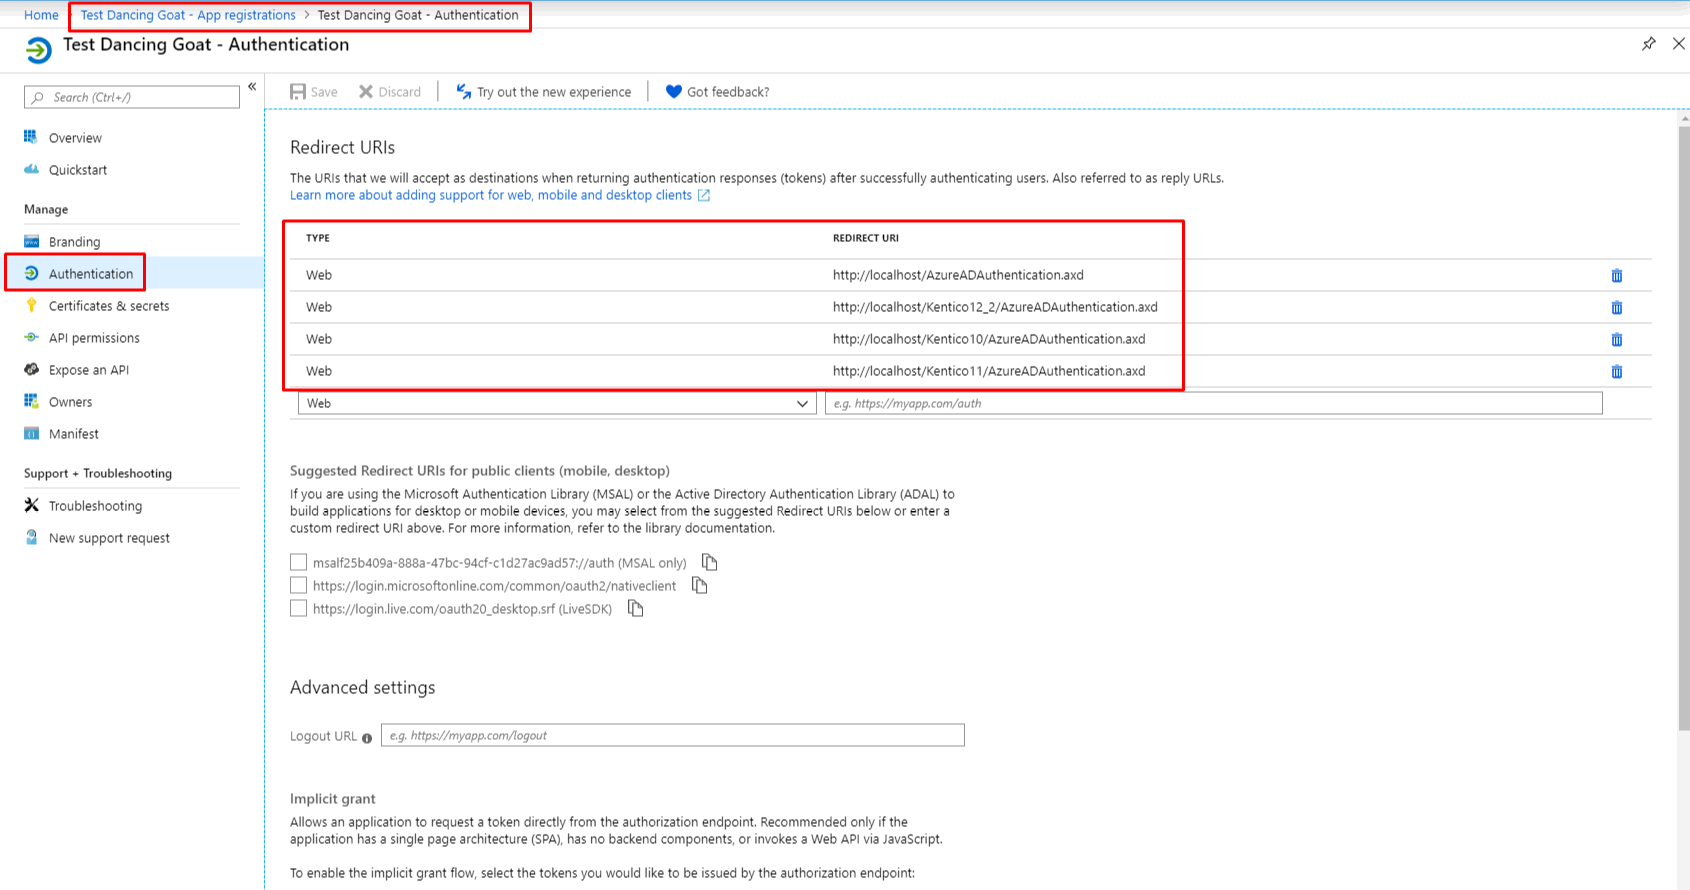 Home > Test Dancing Goat - App registrations > Test Dancing Goat - Authentication
Test Dancing Goat - Authentication
Search (Ctrl+/)
«
Overview
Quickstart
Manage
Branding
Authentication
Certificates & secrets
API permissions
Expose an API
Owners
Manifest
Support + Troubleshooting
Troubleshooting
New support request
Save Discard Try out the new experience Got feedback?
Redirect URIs
The URIs that we will accept as destinations when returning authentication responses (tokens) after successfully authenticating users. Also referred to as reply URLs.
Learn more about adding support for web, mobile and desktop clients
TYPE REDIRECT URI
Web http://localhost/AzureADAuthentication.axd
Web http://localhost/Kentico12_2/AzureADAuthentication.axd
Web http://localhost/Kentico10/AzureADAuthentication.axd
Web http://localhost/Kentico11/AzureADAuthentication.axd
Web e.g. https://myapp.com/auth
Suggested Redirect URIs for public clients (mobile, desktop)
If you are using the Microsoft Authentication Library (MSAL) or the Active Directory Authentication Library (ADAL) to
build applications for desktop or mobile devices, you may select from the suggested Redirect URIs below or enter a
custom redirect URI above. For more information, refer to the library documentation.
msalf25b409a-888a-47bc-94cf-c1d27ac9ad57://auth (MSAL only)
https://login.microsoftonline.com/common/oauth2/nativeclient
https://login.live.com/oauth20_desktop.srf (LiveSDK)
Advanced settings
Logout URL e.g. https://myapp.com/logout
Implicit grant
Allows an application to request a token directly from the authorization endpoint. Recommended only if the
application has a single page architecture (SPA), has no backend components, or invokes a Web API via JavaScript.
To enable the implicit grant flow, select the tokens you would like to be issued by the authorization endpoint: